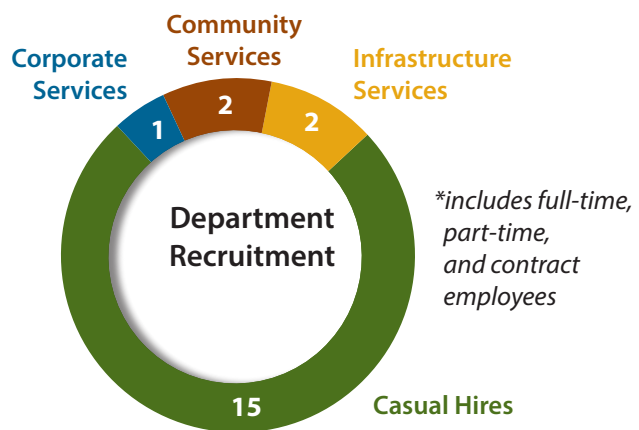 Community
Services
Corporate
Services
Infrastructure
Services
1
2
2
Department
Recruitment
*includes full-time,
part-time,
and contract
employees
15
Casual Hires